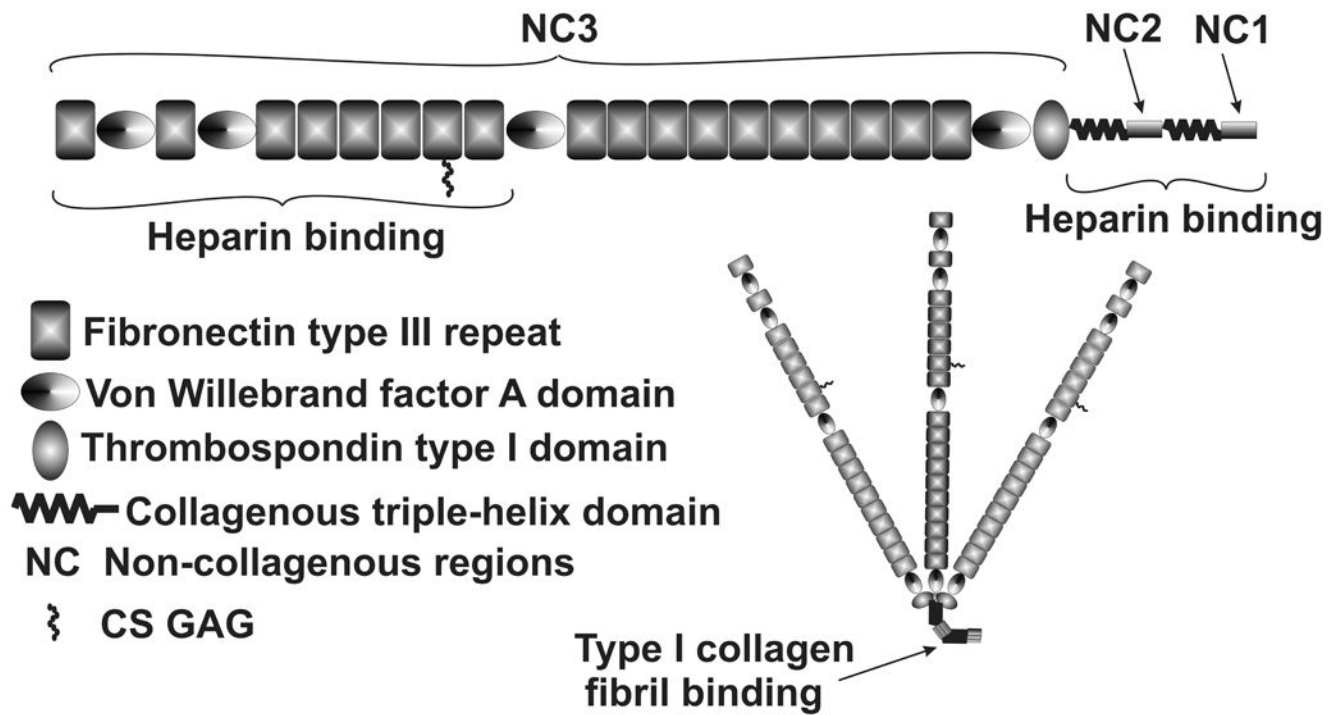 NC3
NC2 NC1
Heparin binding
Heparin binding
Fibronectin type III repeat
Von Willebrand factor A domain
Thrombospondin type I domain
Collagenous triple-helix domain
NC Non-collagenous regions
CS GAG
Type I collagen
fibril binding